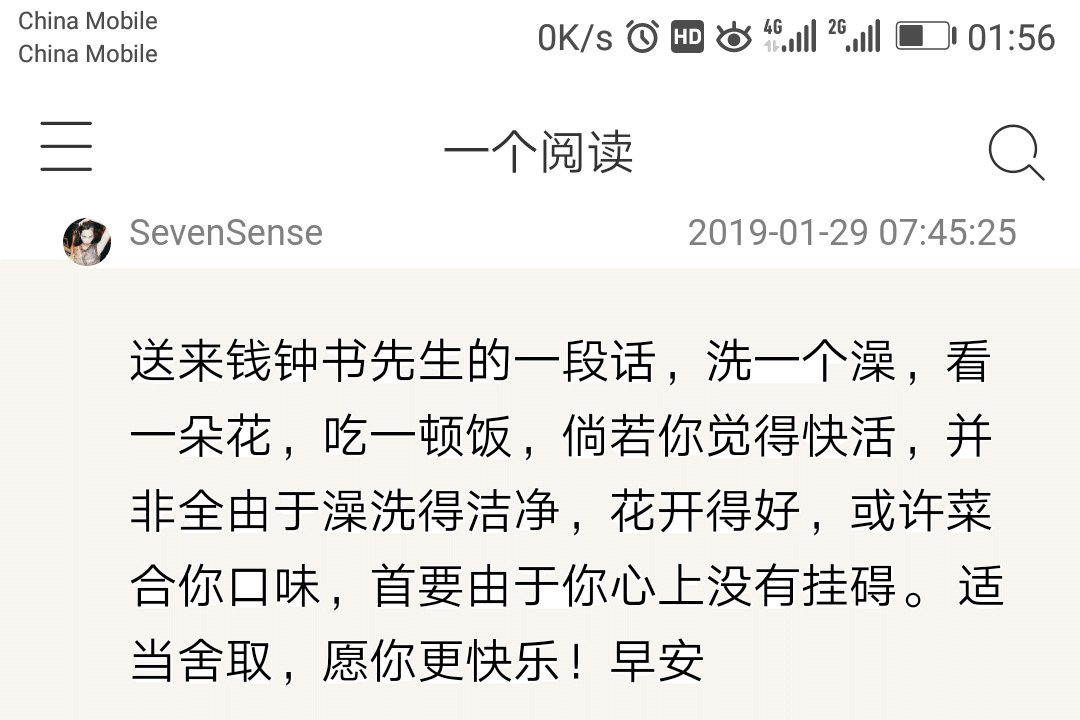 China Mobile
China Mobile
0K/s HD 4G 2G 01:56
一个阅读
SevenSense 2019-01-29 07:45:25
送来钱钟书先生的一段话，洗一个澡，看
一朵花，吃一顿饭，倘若你觉得快活，并
非全由于澡洗得洁净，花开得好，或许菜
合你口味，首要由于你心上没有挂碍。 适
当舍取，愿你更快乐！早安